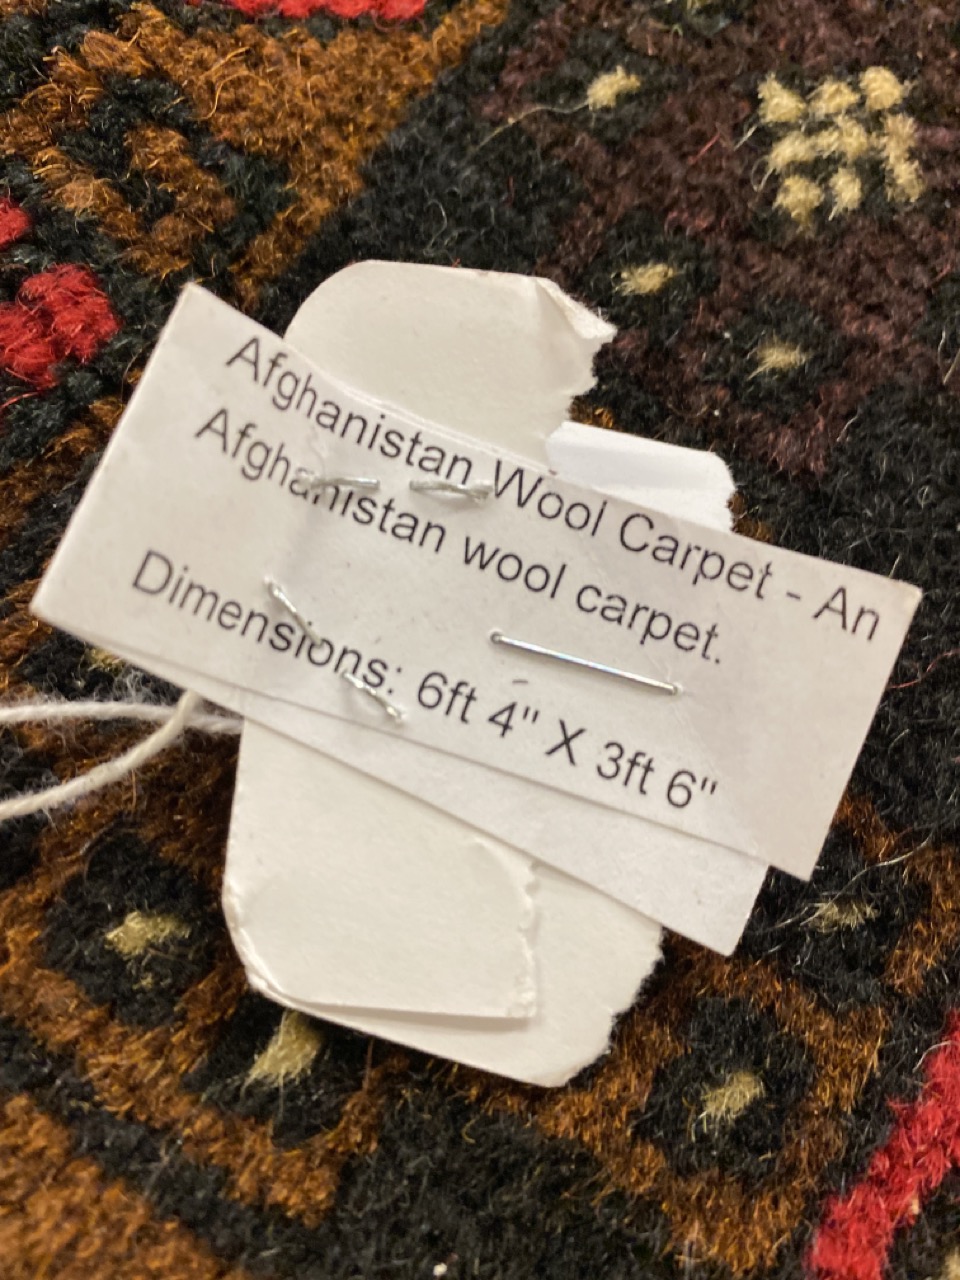 Afghanistan Wool Carpet - An
Afghanistan wool carpet.
Dimensions: 6ft 4" X 3ft 6"